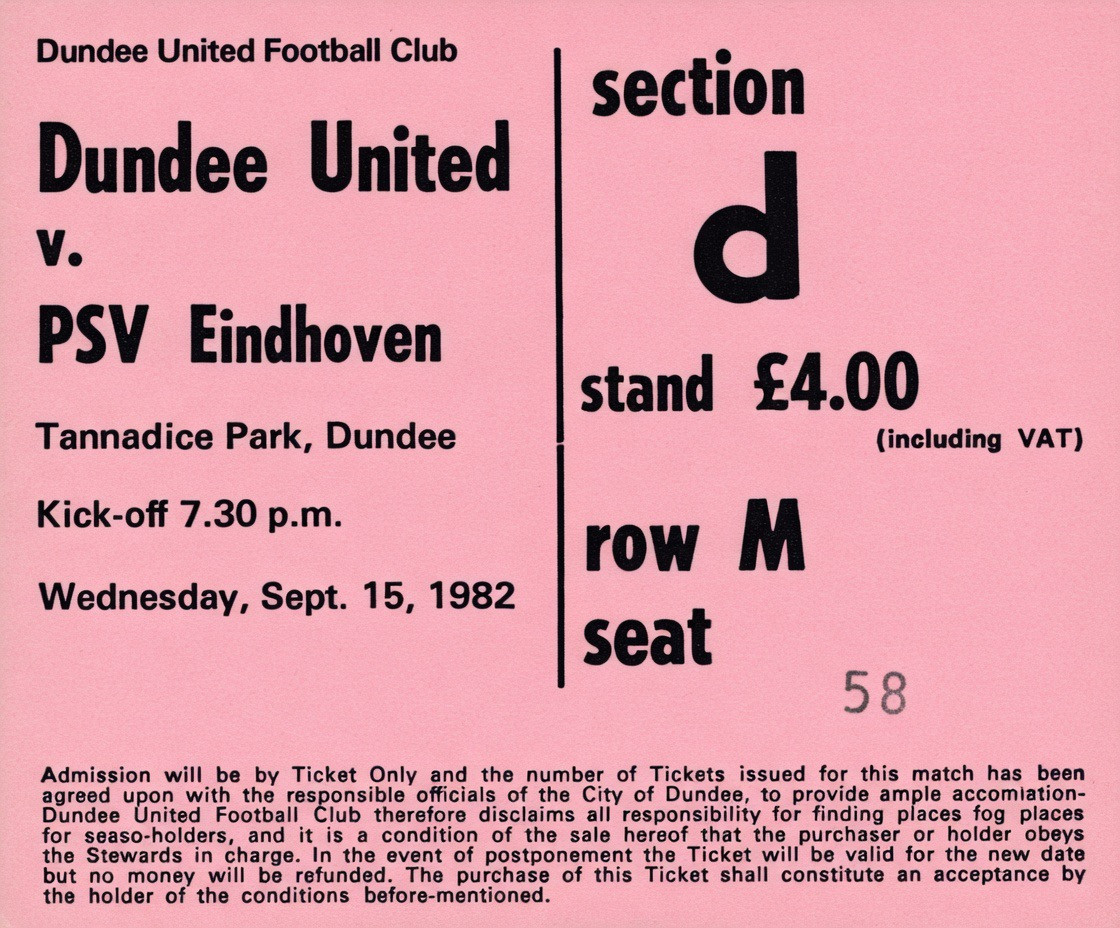 Dundee United Football Club
Dundee United
v.
PSV Eindhoven
Tannadice Park, Dundee
Kick-off 7.30 p.m.
Wednesday, Sept. 15, 1982
section
d
stand £4.00
(including VAT)
row M
seat
58
Admission will be by Ticket Only and the number of Tickets issued for this match has been
agreed upon with the responsible officials of the City of Dundee, to provide ample accomiation-
Dundee United Football Club therefore disclaims all responsibility for finding places fog places
for seaso-holders, and it is a condition of the sale hereof that the purchaser or holder obeys
the Stewards in charge. In the event of postponement the Ticket will be valid for the new date
but no money will be refunded. The purchase of this Ticket shall constitute an acceptance by
the holder of the conditions before-mentioned.